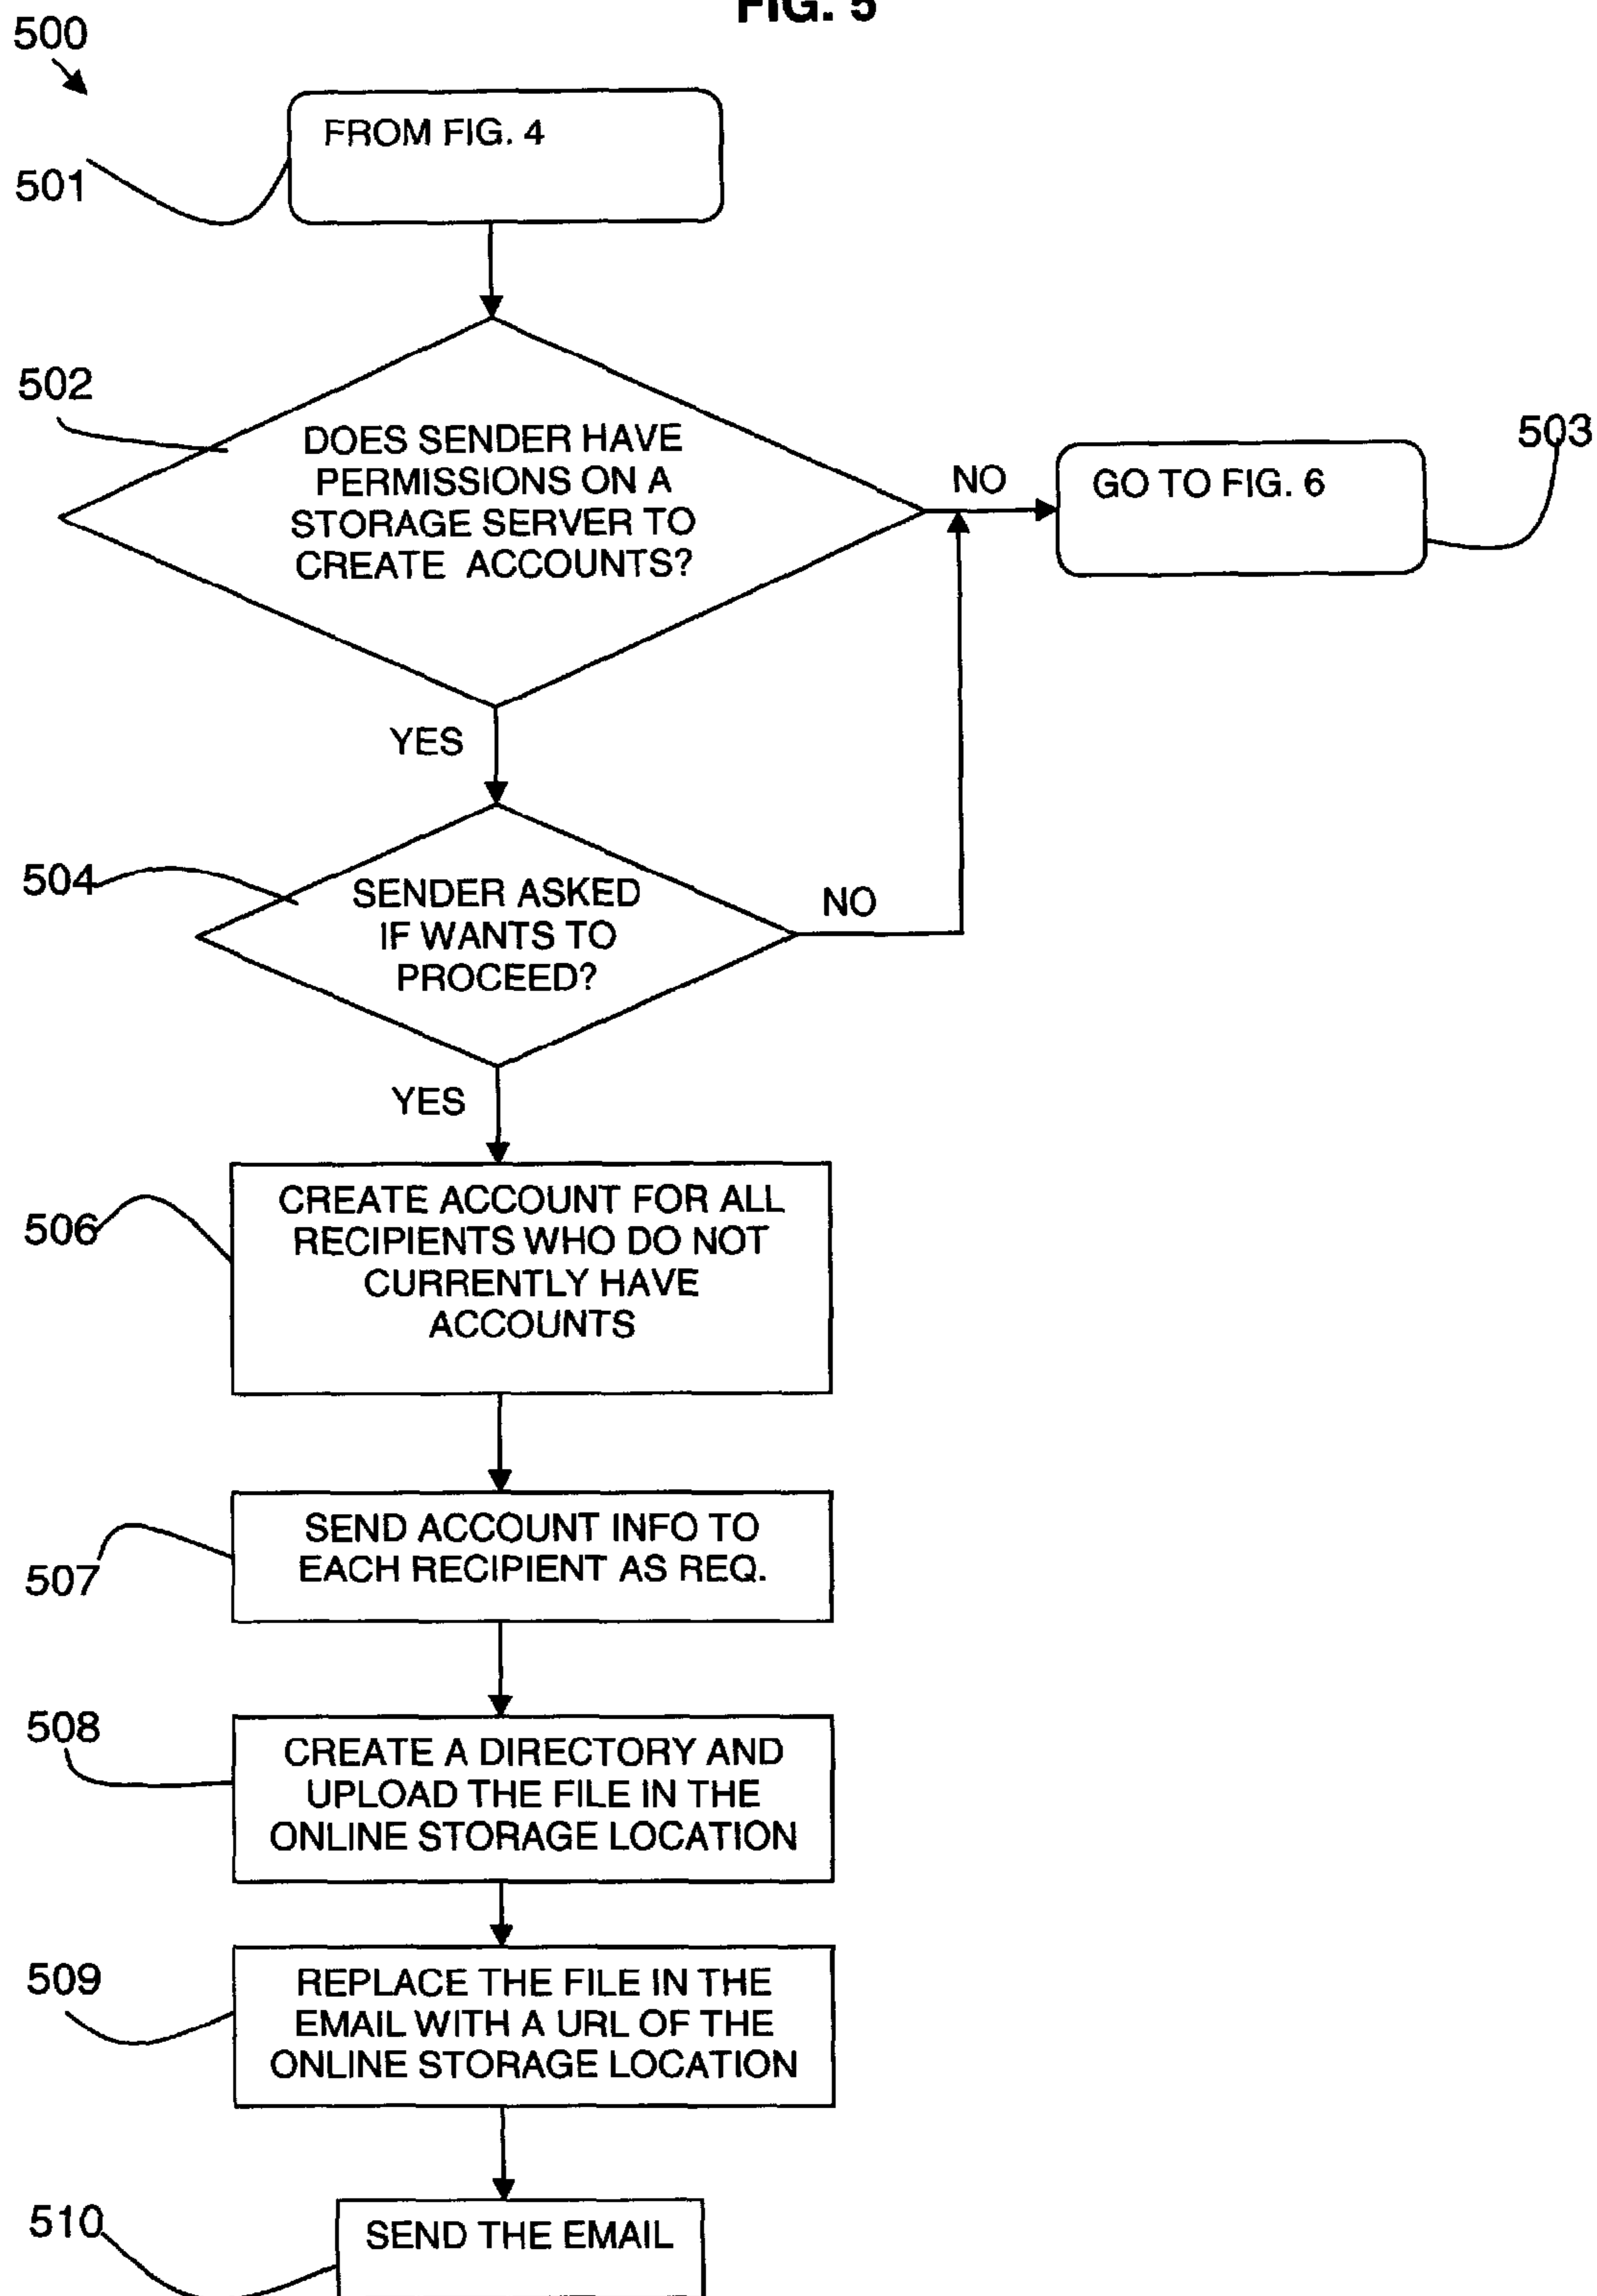 FIG. 5
500
FROM FIG. 4
501
502
DOES SENDER HAVE
PERMISSIONS ON A
STORAGE SERVER TO
CREATE ACCOUNTS?
NO
GO TO FIG. 6
503
YES
504
SENDER ASKED
IF WANTS TO
PROCEED?
NO
YES
506
CREATE ACCOUNT FOR ALL
RECIPIENTS WHO DO NOT
CURRENTLY HAVE
ACCOUNTS
507
SEND ACCOUNT INFO TO
EACH RECIPIENT AS REQ.
508
CREATE A DIRECTORY AND
UPLOAD THE FILE IN THE
ONLINE STORAGE LOCATION
509
REPLACE THE FILE IN THE
EMAIL WITH A URL OF THE
ONLINE STORAGE LOCATION
510
SEND THE EMAIL